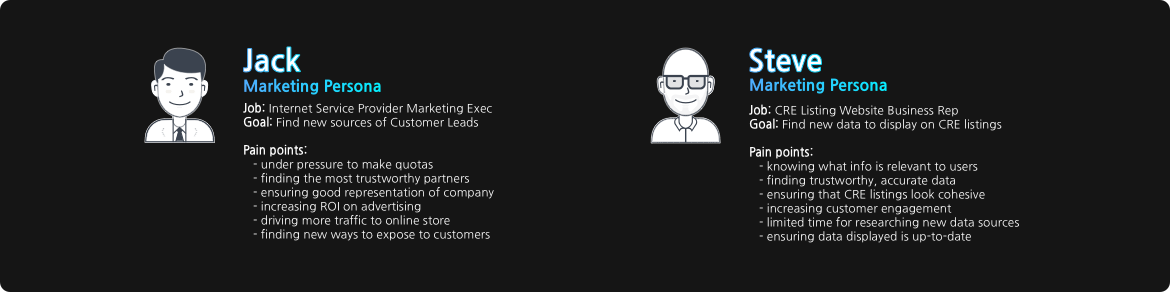 Jack
Marketing Persona
Job: Internet Service Provider Marketing Exec
Goal: Find new sources of Customer Leads
Pain points:
- under pressure to make quotas
- finding the most trustworthy partners
- ensuring good representation of company
- increasing ROI on advertising
- driving more traffic to online store
- finding new ways to expose to customers
Steve
Marketing Persona
Job: CRE Listing Website Business Rep
Goal: Find new data to display on CRE listings
Pain points:
- knowing what info is relevant to users
- finding trustworthy, accurate data
- ensuring that CRE listings look cohesive
- increasing customer engagement
- limited time for researching new data sources
- ensuring data displayed is up-to-date